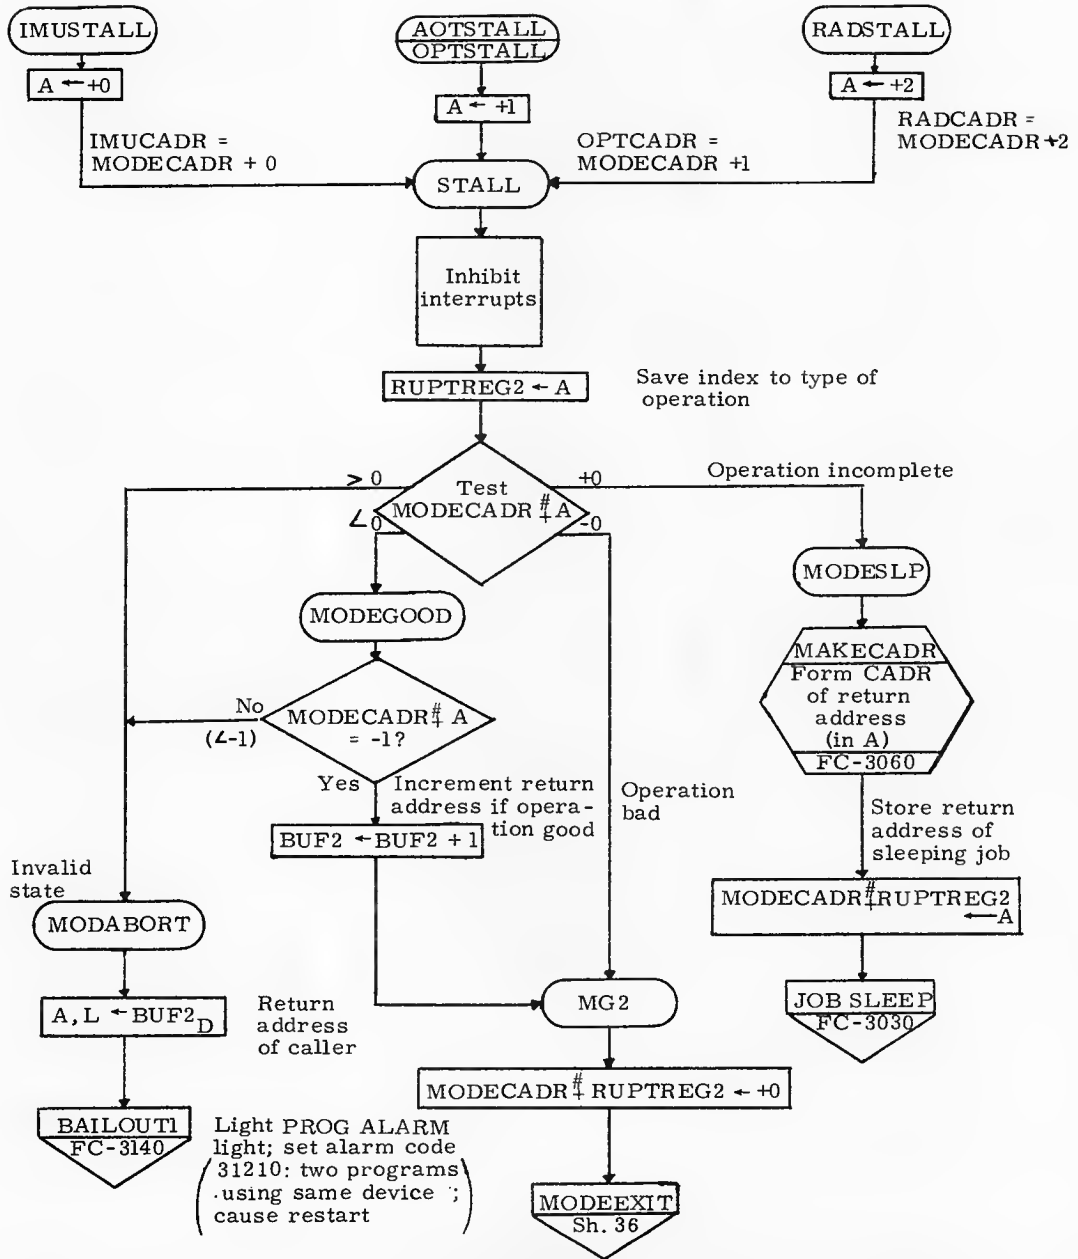 IMUSTALL
AOTSTALL
OPTSTALL
RADSTALL
A ← +0
A ← +1
A ← +2
IMUCADR =
MODECADR + 0
OPTCADR =
MODECADR +1
RADCADR =
MODECADR+2
STALL
Inhibit
interrupts
RUPTREG2 ← A
Save index to type of
operation
> 0
Test
MODECADR ⧣ A
∠0
+0
-0
Operation incomplete
MODESLP
MODEGOOD
MAKECADR
Form CADR
of return
address
(in A)
FC-3060
No
(∠-1)
MODECADR ⧣ A
= -1?
Yes
Increment return
address if opera-
tion good
Operation
bad
BUF2 ← BUF2 + 1
Store return
address of
sleeping job
Invalid
state
MODABORT
MODECADR⧣RUPTREG2
←A
A, L ← BUF2D
Return
address
of caller
MG2
JOB SLEEP
FC-3030
MODECADR⧣ RUPTREG2 ← +0
BAILOUT1
FC-3140
Light PROG ALARM
light; set alarm code
31210: two programs
using same device ;
cause restart
MODEEXIT
Sh. 36